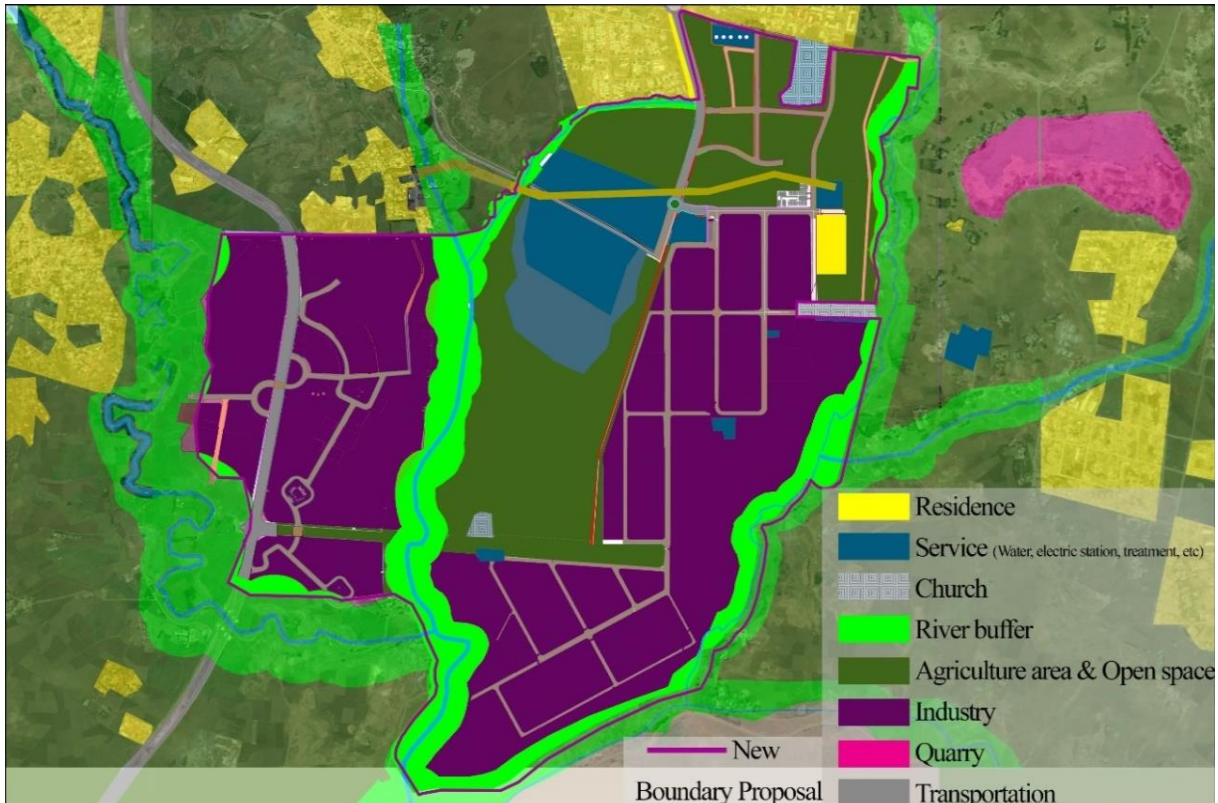 Residence
Service (Water, electric station, treatment, etc)
Church
River buffer
Agriculture area & Open space
Industry
Quarry
Transportation
New
Boundary Proposal